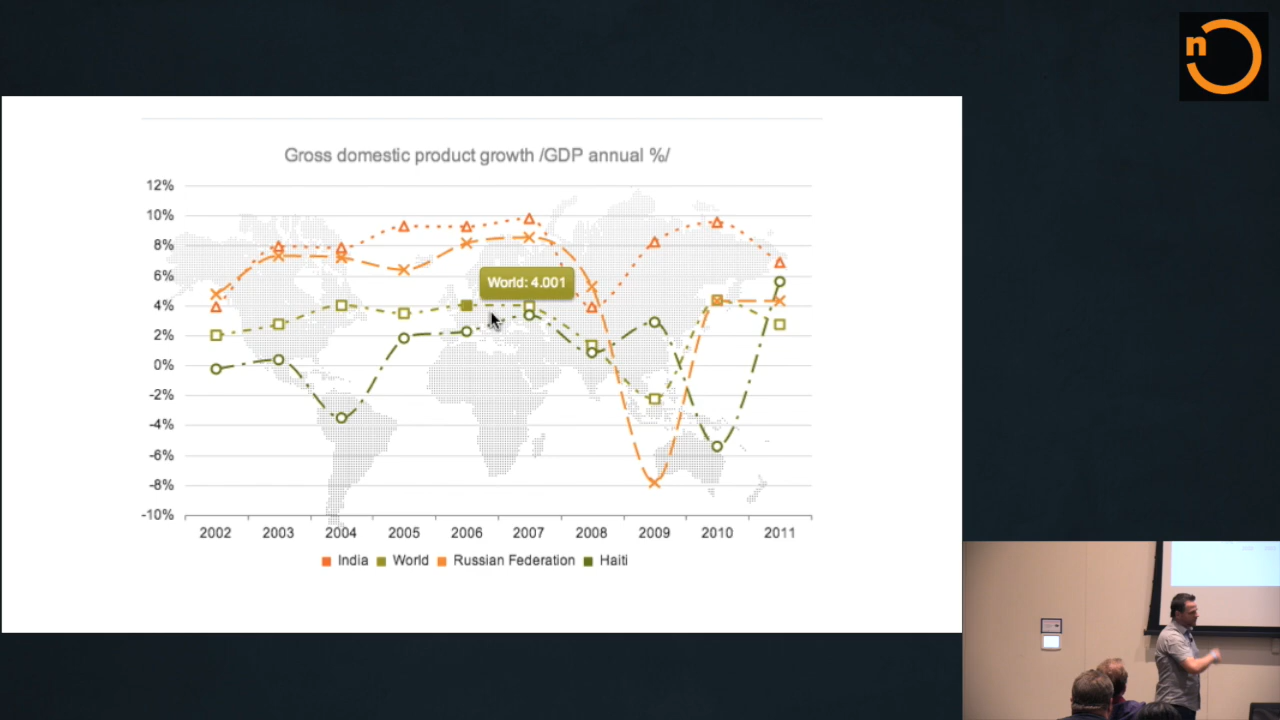 n
Gross domestic product growth /GDP annual %/
12%
10%
8%
6%
4%
2%
0%
-2%
-4%
-6%
-8%
-10%
World: 4.001
2002 2003 2004 2005 2006 2007 2008 2009 2010 2011
India World Russian Federation Haiti